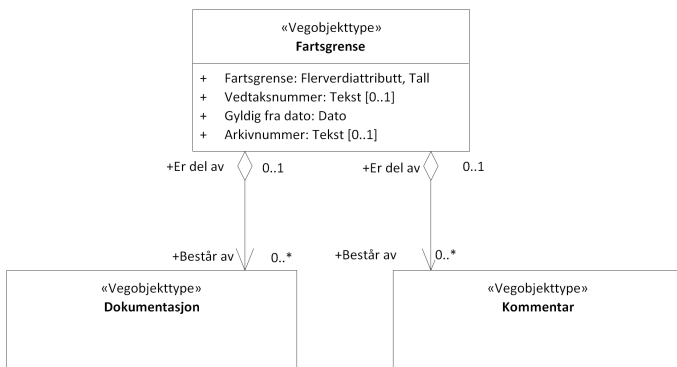 «Vegobjekttype»
Fartsgrense
+ Fartsgrense: Flerverdiattributt, Tall
+ Vedtaksnummer: Tekst [0..1]
+ Gyldig fra dato: Dato
+ Arkivnummer: Tekst [0..1]
+Er del av 0..1 +Er del av 0..1
+Består av 0..* +Består av 0..*
«Vegobjekttype» «Vegobjekttype»
Dokumentasjon Kommentar